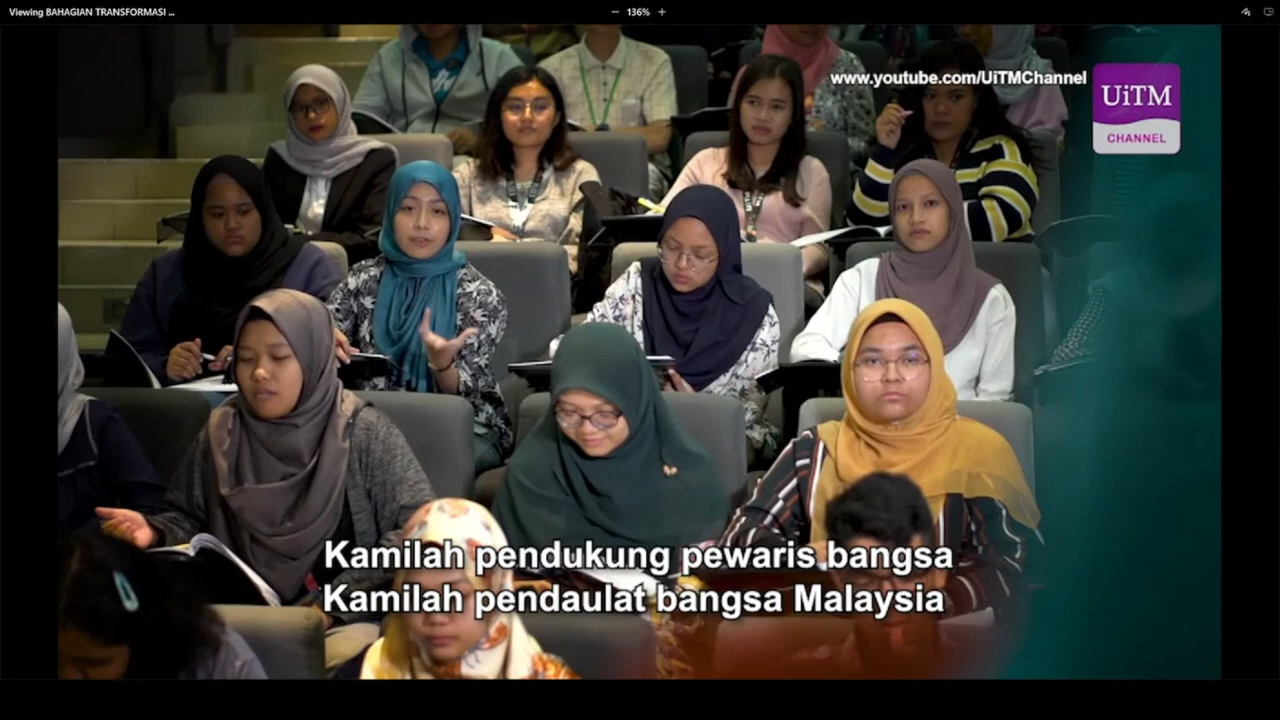 Viewing BAHAGIAN TRANSFORMASI ...
136%
www.youtube.com/UiTMChannel
UiTM
CHANNEL
Kamilah pendukung pewaris bangsa
Kamilah pendaulat bangsa Malaysia